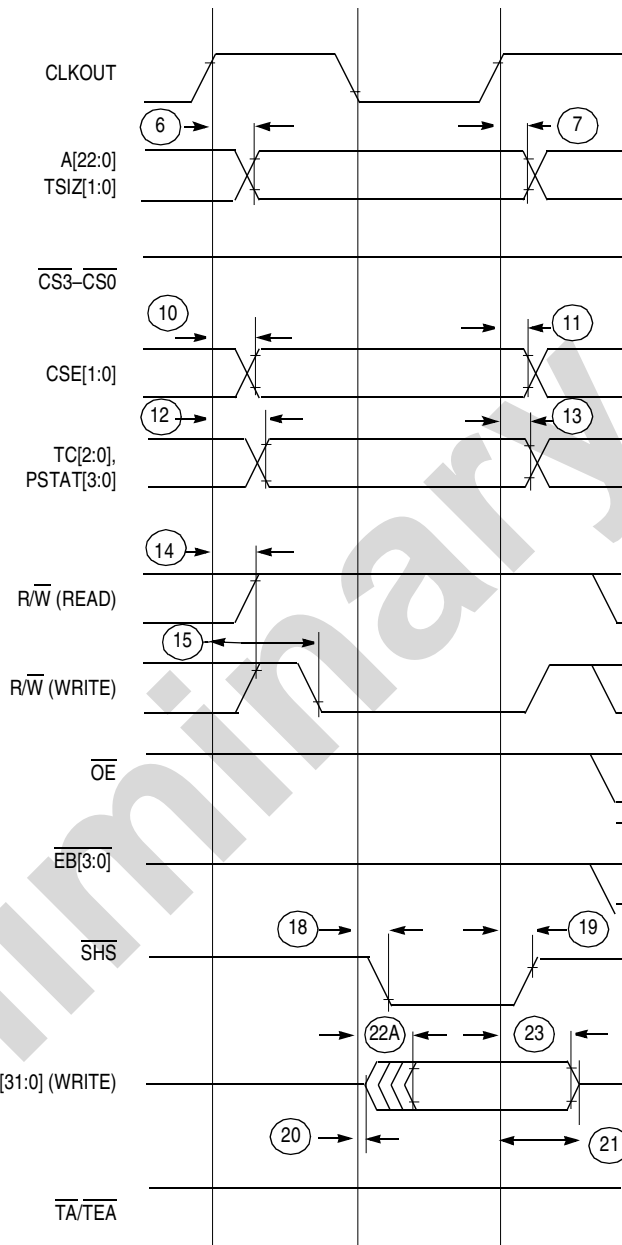 CLKOUT
6
7
A[22:0]
TSIZ[1:0]
CS3–CS0
10
11
CSE[1:0]
12
13
TC[2:0],
PSTAT[3:0]
14
R/W (READ)
15
R/W (WRITE)
OE
EB[3:0]
18
19
SHS
22A
23
[31:0] (WRITE)
20
21
TA/TEA